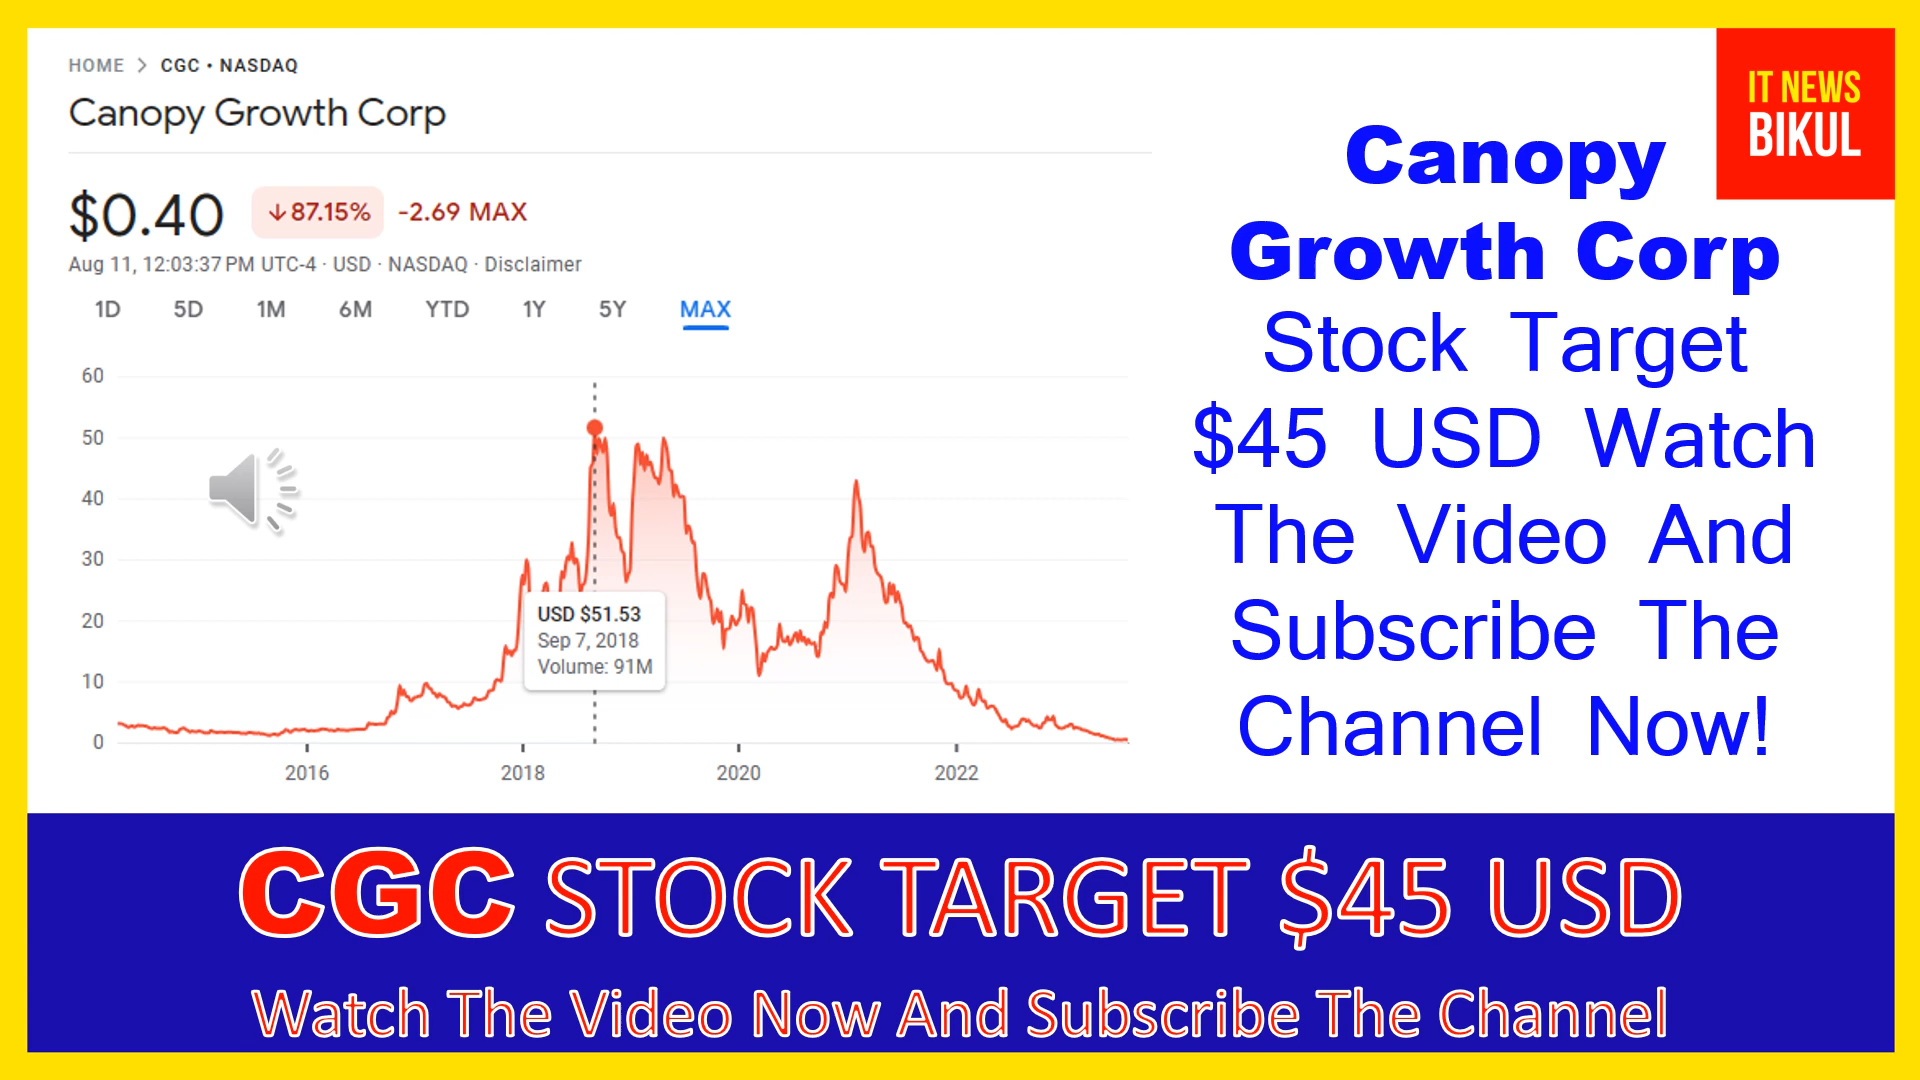 HOME > CGC • NASDAQ
Canopy Growth Corp
$0.40 ↓87.15% -2.69 MAX
Aug 11, 12:03:37 PM UTC-4 · USD · NASDAQ · Disclaimer
1D 5D 1M 6M YTD 1Y 5Y MAX
60
50
40
30
20
10
0
USD $51.53
Sep 7, 2018
Volume: 91M
2016 2018 2020 2022
IT NEWS
BIKUL
Canopy
Growth Corp
Stock Target
$45 USD Watch
The Video And
Subscribe The
Channel Now!
CGC STOCK TARGET $45 USD
Watch The Video Now And Subscribe The Channel